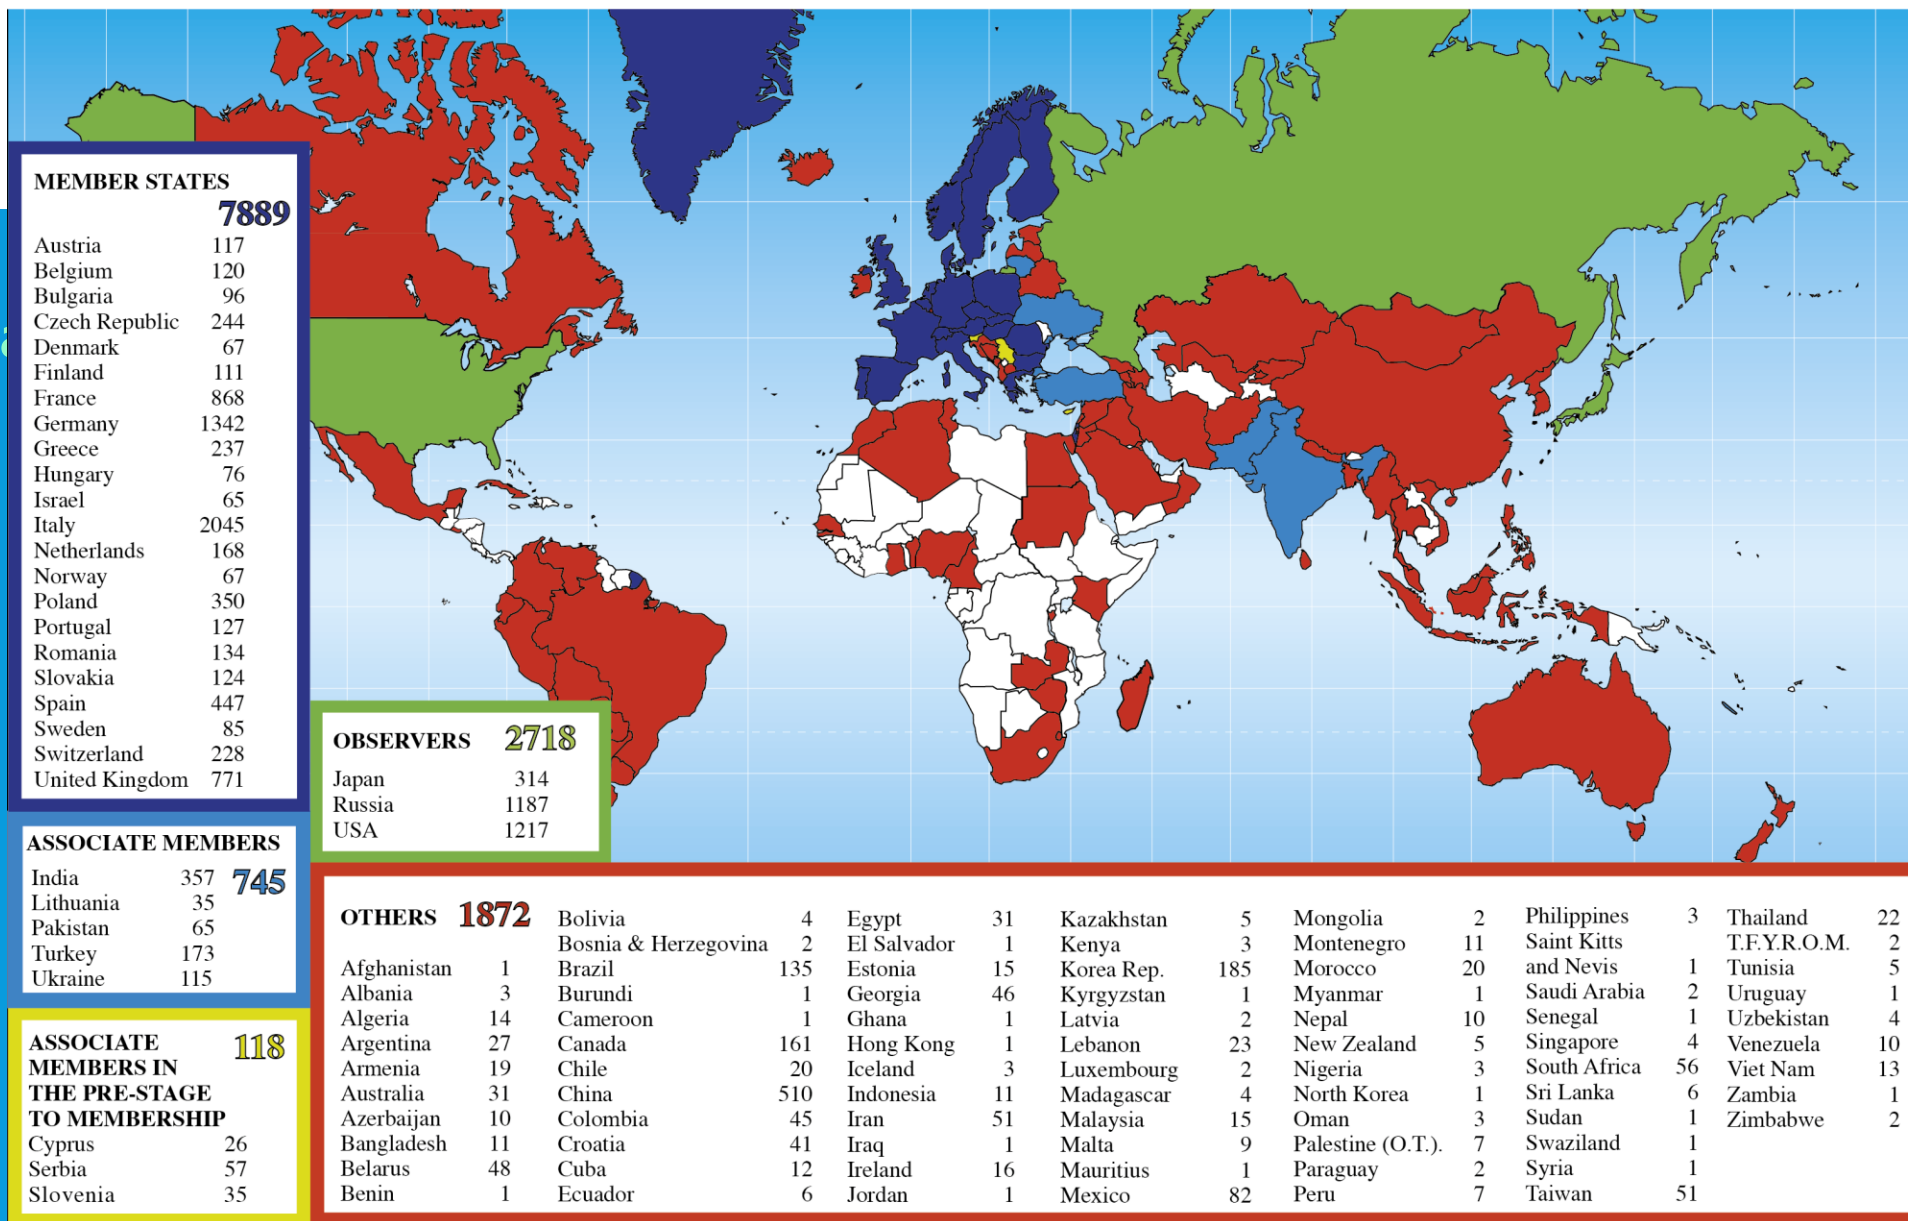 MEMBER STATES
7889
Austria 117
Belgium 120
Bulgaria 96
Czech Republic 244
Denmark 67
Finland 111
France 868
Germany 1342
Greece 237
Hungary 76
Israel 65
Italy 2045
Netherlands 168
Norway 67
Poland 350
Portugal 127
Romania 134
Slovakia 124
Spain 447
Sweden 85
Switzerland 228
United Kingdom 771
ASSOCIATE MEMBERS
745
India 357
Lithuania 35
Pakistan 65
Turkey 173
Ukraine 115
ASSOCIATE 118
MEMBERS IN
THE PRE-STAGE
TO MEMBERSHIP
Cyprus 26
Serbia 57
Slovenia 35
OBSERVERS 2718
Japan 314
Russia 1187
USA 1217
OTHERS 1872
Afghanistan 1
Albania 3
Algeria 14
Argentina 27
Armenia 19
Australia 31
Azerbaijan 10
Bangladesh 11
Belarus 48
Benin 1
Bolivia 4
Bosnia & Herzegovina 2
Brazil 135
Burundi 1
Cameroon 1
Canada 161
Chile 20
China 510
Colombia 45
Croatia 41
Cuba 12
Ecuador 6
Egypt 31
El Salvador 1
Estonia 15
Georgia 46
Ghana 1
Hong Kong 1
Iceland 3
Indonesia 11
Iran 51
Iraq 1
Ireland 16
Jordan 1
Kazakhstan 5
Kenya 3
Korea Rep. 185
Kyrgyzstan 1
Latvia 2
Lebanon 23
Luxembourg 2
Madagascar 4
Malaysia 15
Malta 9
Mauritius 1
Mexico 82
Mongolia 2
Montenegro 11
Morocco 20
Myanmar 1
Nepal 10
New Zealand 5
Nigeria 3
North Korea 1
Oman 3
Palestine (O.T.). 7
Paraguay 2
Peru 7
Philippines 3
Saint Kitts
and Nevis 1
Saudi Arabia 2
Senegal 1
Singapore 4
South Africa 56
Sri Lanka 6
Sudan 1
Swaziland 1
Syria 1
Taiwan 51
Thailand 22
T.F.Y.R.O.M. 2
Tunisia 5
Uruguay 1
Uzbekistan 4
Venezuela 10
Viet Nam 13
Zambia 1
Zimbabwe 2